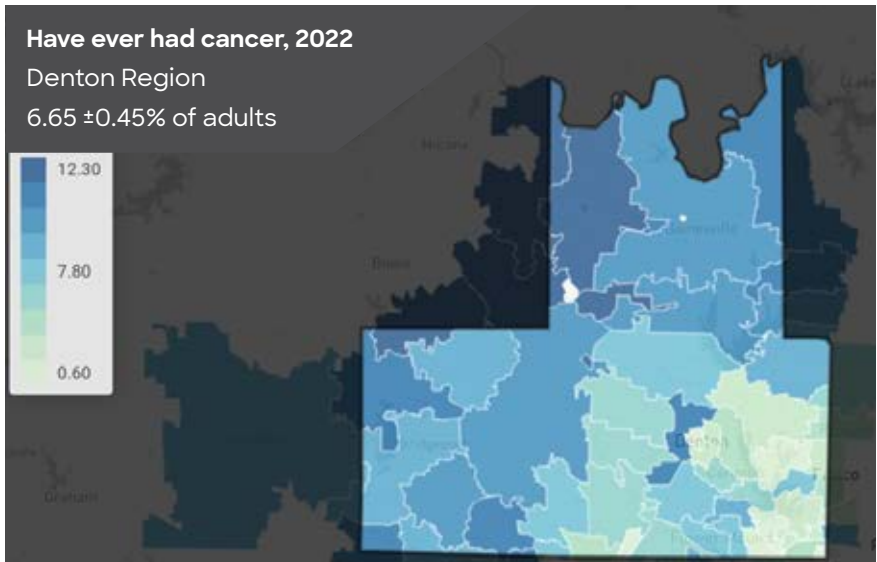 Have ever had cancer, 2022
Denton Region
6.65 ±0.45% of adults
12.30
7.80
0.60
Nocona
Bowie
Gainesville
Denton
Graham